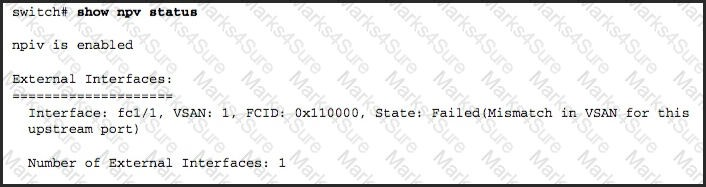 switch# show npv status
npiv is enabled
External Interfaces:
====================
Interface: fc1/1, VSAN: 1, FCID: 0x110000, State: Failed(Mismatch in VSAN for this
upstream port)
Number of External Interfaces: 1
Marks4Sure